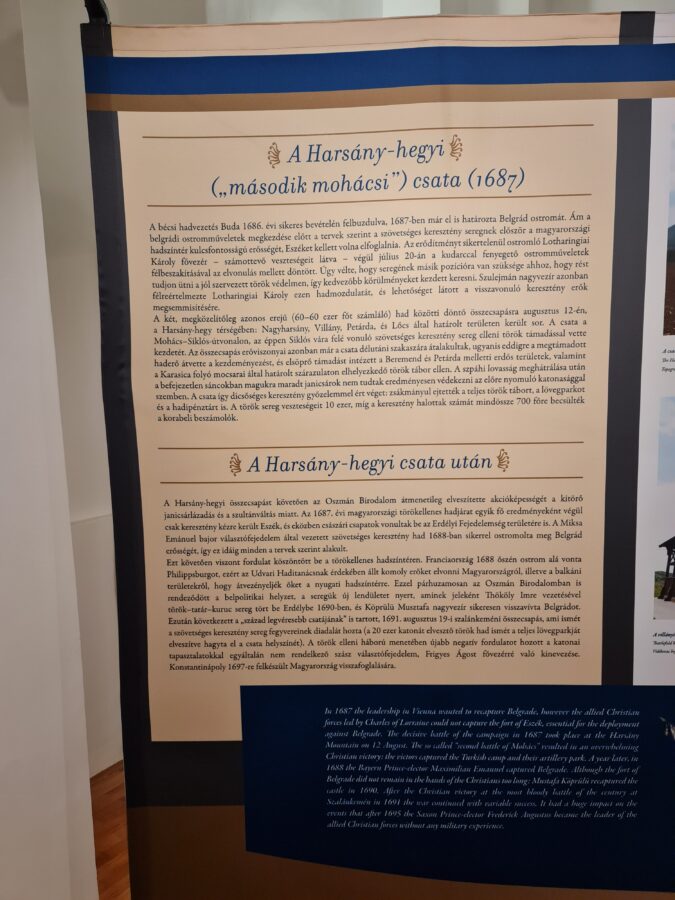 A Harsány-hegyi
(„második mohácsi”) csata (1687)
A bécsi hadvezetés Buda 1686. évi sikeres bevételén felbuzdulva, 1687-ben már el is határozta Belgrád ostromát. Ám a
belgrádi ostromműveletek megkezdése előtt a tervek szerint a szövetséges keresztény seregnek először a magyarországi
hadszíntér kulcsfontosságú erősségét, Eszéket kellett volna elfoglalnia. Az erődítményt sikertelenül ostromló Lotharingiai
Károly fővezér – számottevő veszteségeit látva – végül július 20-án a kudarccal fenyegető ostromműveletek
félbeszakításával az elvonulás mellett döntött. Úgy vélte, hogy seregének másik pozícióra van szüksége ahhoz, hogy rést
tudjon ütni a jól szervezett török védelmen, így kedvezőbb körülményeket kezdett keresni. Szulejmán nagyvezír azonban
félreértelmezte Lotharingiai Károly ezen hadmozdulatát, és lehetőséget látott a visszavonuló keresztény erők
megsemmisítésére.
A két, megközelítőleg azonos erejű (60–60 ezer főt számláló) had közötti döntő összecsapásra augusztus 12-én,
a Harsány-hegy térségében: Nagyharsány, Villány, Petárda, és Lőcs által határolt területen került sor. A csata a
Mohács–Siklós-útvonalon, az éppen Siklós vára felé vonuló szövetséges keresztény sereg elleni török támadással vette
kezdetét. Az összecsapás erőviszonyai azonban már a csata délutáni szakaszára átalakultak, ugyanis eddigre a megtámadott
haderő átvette a kezdeményezést, és elsöprő támadást intézett a Beremend és Petárda melletti erdős területek, valamint
a Karasica folyó mocsarai által határolt szárazulaton elhelyezkedő török tábor ellen. A szpáhi lovasság meghátrálása után
a befejezetlen sáncokban magukra maradt janicsárok nem tudtak eredményesen védekezni az előre nyomuló katonasággal
szemben. A csata így dicsőséges keresztény győzelemmel ért véget: zsákmányul ejtették a teljes török tábort, a lövegparkot
és a hadipénztárt is. A török sereg veszteségeit 10 ezer, míg a keresztény halottak számát mindössze 700 főre becsülték
a korabeli beszámolók.
A Harsány-hegyi csata után
A Harsány-hegyi összecsapást követően az Oszmán Birodalom átmenetileg elveszítette akcióképességét a kitörő
janicsárlázadás és a szultánváltás miatt. Az 1687. évi magyarországi törökellenes hadjárat egyik fő eredményeként végül
csak keresztény kézre került Eszék, és eközben császári csapatok vonultak be az Erdélyi Fejedelemség területére is. A Miksa
Emánuel bajor választófejedelem által vezetett szövetséges keresztény had 1688-ban sikerrel ostromolta meg Belgrád
erősségét, így ez idáig minden a tervek szerint alakult.
Ezt követően viszont fordulat köszöntött be a törökellenes hadszíntéren. Franciaország 1688 őszén ostrom alá vonta
Philippsburgot, ezért az Udvari Haditanácsnak érdekében állt komoly erőket elvonni Magyarországról, illetve a balkáni
területekről, hogy átvezényeljék őket a nyugati hadszíntérre. Ezzel párhuzamosan az Oszmán Birodalomban is
rendeződött a belpolitikai helyzet, a seregük új lendületet nyert, aminek jeleként Thököly Imre vezetésével
török–tatár–kuruc sereg tört be Erdélybe 1690-ben, és Köprülü Musztafa nagyvezír sikeresen visszavívta Belgrádot.
Ezután következett a „század legvéresebb csatájának” is tartott, 1691. augusztus 19-i szalánkeméni összecsapás, ami ismét
a szövetséges keresztény sereg fegyvereinek diadalát hozta (a 20 ezer katonát elvesztő török had ismét a teljes lövegparkját
elveszítve hagyta el a csata helyszínét). A török elleni háború menetében újabb negatív fordulatot hozott a katonai
tapasztalatokkal egyáltalán nem rendelkező szász választófejedelem, Frigyes Ágost fővezérré való kinevezése.
Konstantinápoly 1697-re felkészült Magyarország visszafoglalására.
In 1687 the leadership in Vienna wanted to recapture Belgrade, however the allied Christian
forces led by Charles of Lorraine could not capture the fort of Eszék, essential for the deployment
against Belgrade. The decisive battle of the campaign in 1687 took place at the Harsány
Mountain on 12 August. The so called “second battle of Mohács” resulted in an overwhelming
Christian victory: the victors captured the Turkish camp and their artillery park. A year later, in
1688 the Bayern Prince-elector Maximilian Emanuel captured Belgrade. Although the fort of
Belgrade did not remain in the hands of the Christians too long: Mustafa Köprülü recaptured the
castle in 1690. After the Christian victory at the most bloody battle of the century at
Szalánkemén in 1691 the war continued with variable success. It had a huge impact on the
events that after 1695 the Saxon Prince-elector Frederick Augustus became the leader of the
allied Christian forces without any military experience.